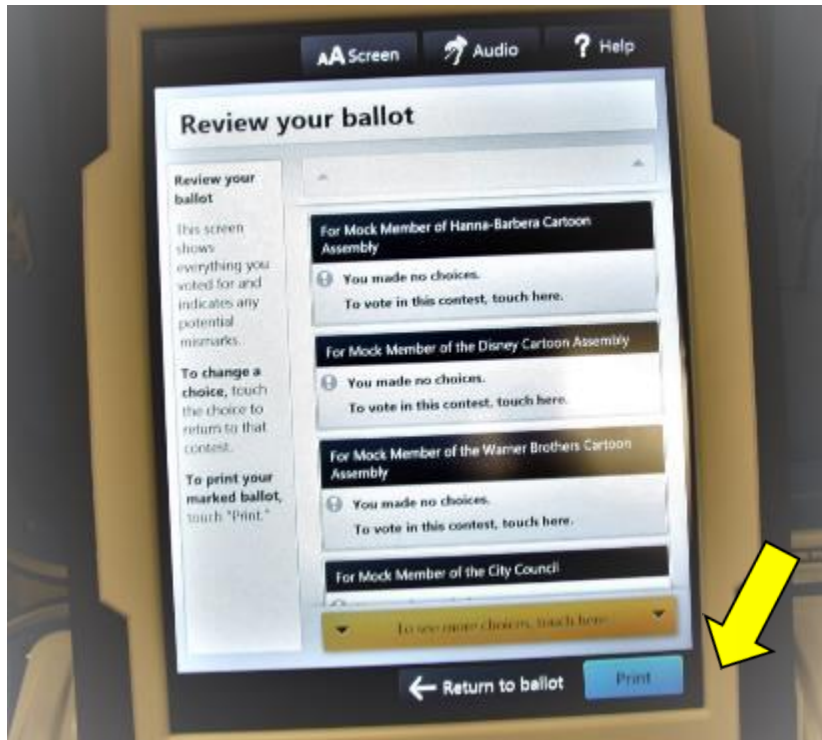 AA Screen
Audio
? Help
Review your ballot
Review your
ballot
This screen
shows
everything you
voted for and
indicates any
potential
mismarks.
To change a
choice, touch
the choice to
return to that
contest.
To print your
marked ballot,
touch "Print."
For Mock Member of Hanna-Barbera Cartoon
Assembly
You made no choices.
To vote in this contest, touch here.
For Mock Member of the Disney Cartoon Assembly
You made no choices.
To vote in this contest, touch here.
For Mock Member of the Warner Brothers Cartoon
Assembly
You made no choices.
To vote in this contest, touch here.
For Mock Member of the City Council
To see more choices, touch here
Return to ballot
Print